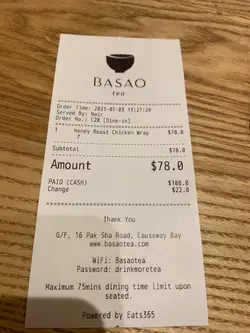 BASAO
tea
Order Time: 2021-07-03 15:27:20
Served By: Noir
Order No.: C28 [Dine-in]
1 Honey Roast Chicken Wrap $78.0
7
Subtotal $78.0
Amount $78.0
PAID (CASH) $100.0
Change $22.0
Thank You
G/F, 16 Pak Sha Road, Causeway Bay
www.basaotea.com
WiFi: Basaotea
Password: drinkmoretea
Maximum 75mins dining time limit upon
seated.
Powered by Eats365